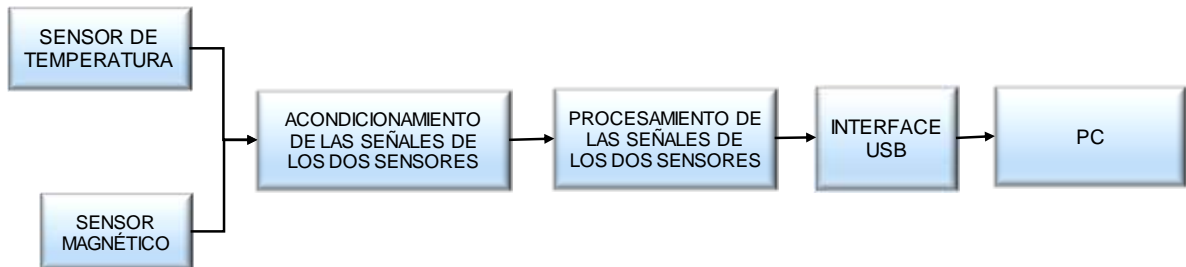 SENSOR DE
TEMPERATURA
SENSOR
MAGNÉTICO
ACONDICIONAMIENTO
DE LAS SEÑALES DE
LOS DOS SENSORES
PROCESAMIENTO DE
LAS SEÑALES DE
LOS DOS SENSORES
INTERFACE
USB
PC